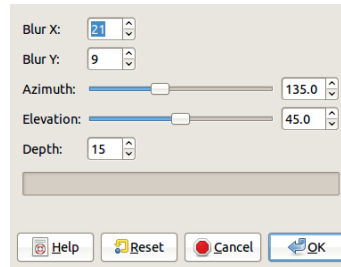 Blur X: 21
Blur Y: 9
Azimuth: 135.0
Elevation: 45.0
Depth: 15
Help Reset Cancel OK